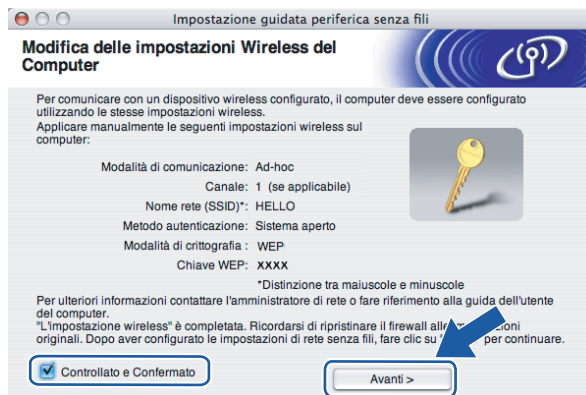 Impostazione guidata periferica senza fili
Modifica delle impostazioni Wireless del
Computer
Per comunicare con un dispositivo wireless configurato, il computer deve essere configurato
utilizzando le stesse impostazioni wireless.
Applicare manualmente le seguenti impostazioni wireless sul
computer:
Modalità di comunicazione: Ad-hoc
Canale: 1 (se applicabile)
Nome rete (SSID)*: HELLO
Metodo autenticazione: Sistema aperto
Modalità di crittografia : WEP
Chiave WEP: XXXX
*Distinzione tra maiuscole e minuscole
Per ulteriori informazioni contattare l'amministratore di rete o fare riferimento alla guida dell'utente
del computer.
"L'impostazione wireless" è completata. Ricordarsi di ripristinare il firewall alle
originali. Dopo aver configurato le impostazioni di rete senza fili, fare clic su per continuare.
Controllato e Confermato
Avanti >